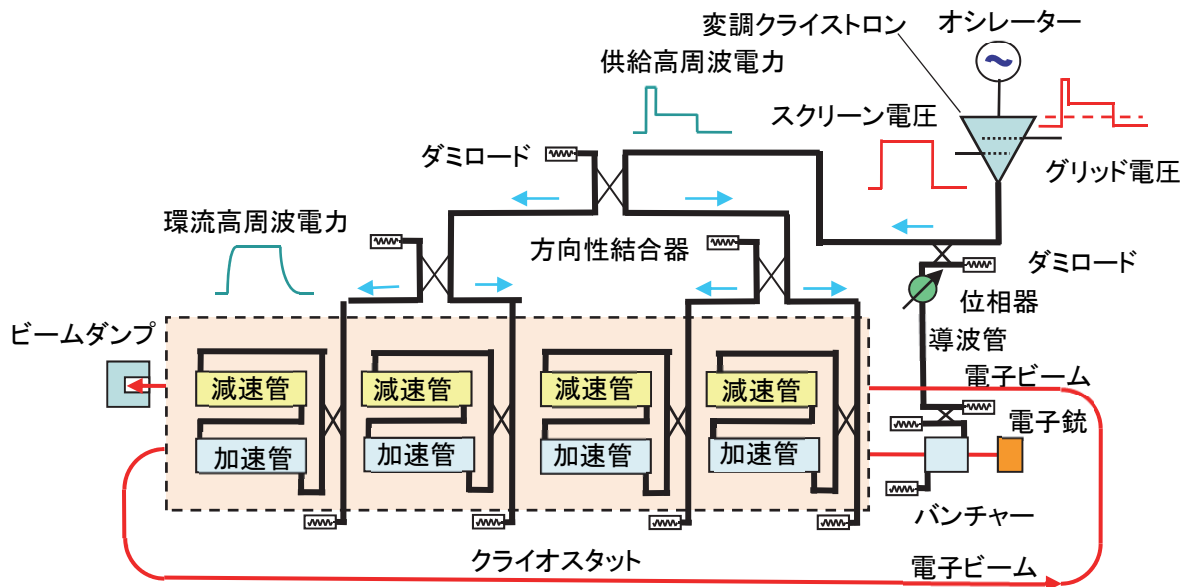 変調クライストロン
オシレーター
供給高周波電力
スクリーン電圧
グリッド電圧
ダミロード
環流高周波電力
方向性結合器
ダミロード
位相器
ビームダンプ
導波管
電子ビーム
減速管
減速管
減速管
減速管
電子銃
加速管
加速管
加速管
加速管
バンチャー
クライオスタット
電子ビーム